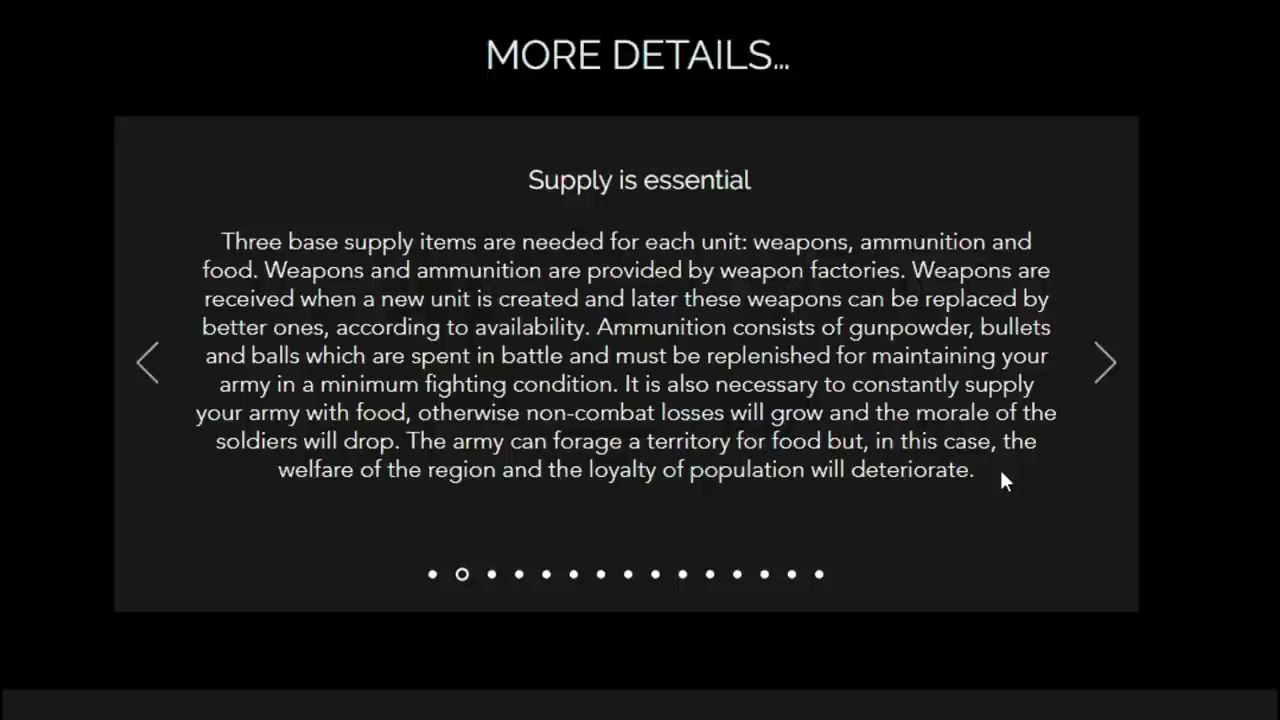 MORE DETAILS...
Supply is essential
Three base supply items are needed for each unit: weapons, ammunition and
food. Weapons and ammunition are provided by weapon factories. Weapons are
received when a new unit is created and later these weapons can be replaced by
better ones, according to availability. Ammunition consists of gunpowder, bullets
and balls which are spent in battle and must be replenished for maintaining your
army in a minimum fighting condition. It is also necessary to constantly supply
your army with food, otherwise non-combat losses will grow and the morale of the
soldiers will drop. The army can forage a territory for food but, in this case, the
welfare of the region and the loyalty of population will deteriorate.